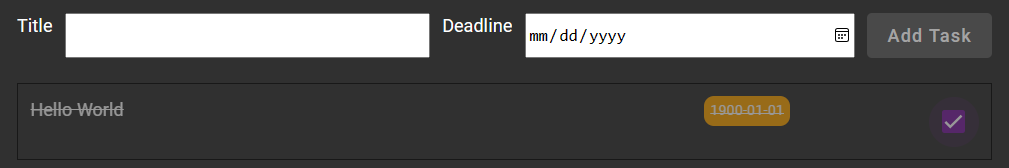 Title
Deadline
mm/dd/yyyy
Add Task
Hello World
1900-01-01